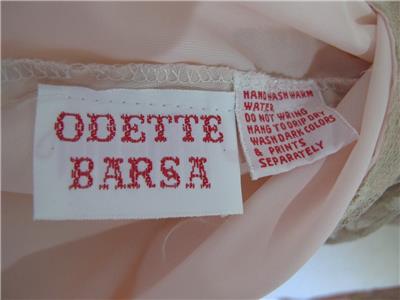 ODETTE
BARSA
HAND WASH WARM
WATER
DO NOT WRING
HANG TO DRIP DRY
WASH DARK COLORS
& PRINTS
SEPARATELY